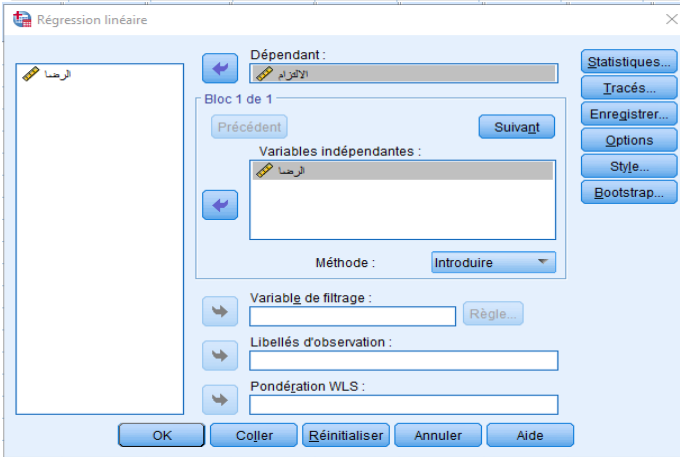 Régression linéaire
الرضا
Dépendant :
الالتزام
Bloc 1 de 1
Précédent
Suivant
Variables indépendantes :
الرضا
Méthode :
Introduire
Variable de filtrage :
Règle...
Libellés d'observation :
Pondération WLS :
Statistiques...
Tracés...
Enregistrer...
Options
Style...
Bootstrap...
OK
Coller
Réinitialiser
Annuler
Aide